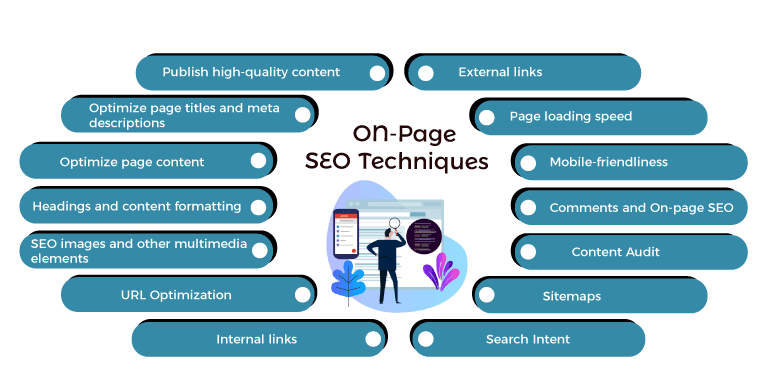 ON-Page
SEO Techniques
Publish high-quality content
Optimize page titles and meta
descriptions
Optimize page content
Headings and content formatting
SEO images and other multimedia
elements
URL Optimization
Internal links
External links
Page loading speed
Mobile-friendliness
Comments and On-page SEO
Content Audit
Sitemaps
Search Intent